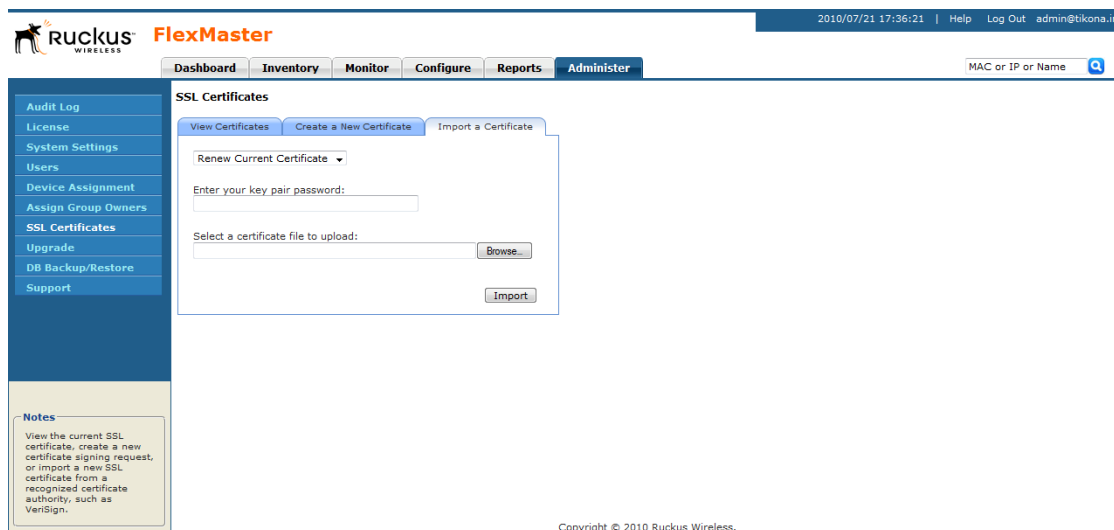 2010/07/21 17:36:21 | Help Log Out admin@tikona.in
Ruckus WIRELESS
FlexMaster
Dashboard Inventory Monitor Configure Reports Administer
MAC or IP or Name
Audit Log
License
System Settings
Users
Device Assignment
Assign Group Owners
SSL Certificates
Upgrade
DB Backup/Restore
Support
SSL Certificates
View Certificates Create a New Certificate Import a Certificate
Renew Current Certificate
Enter your key pair password:
Select a certificate file to upload:
Browse...
Import
Notes
View the current SSL
certificate, create a new
certificate signing request,
or import a new SSL
certificate from a
recognized certificate
authority, such as
VeriSign.
Copyright © 2010 Ruckus Wireless.